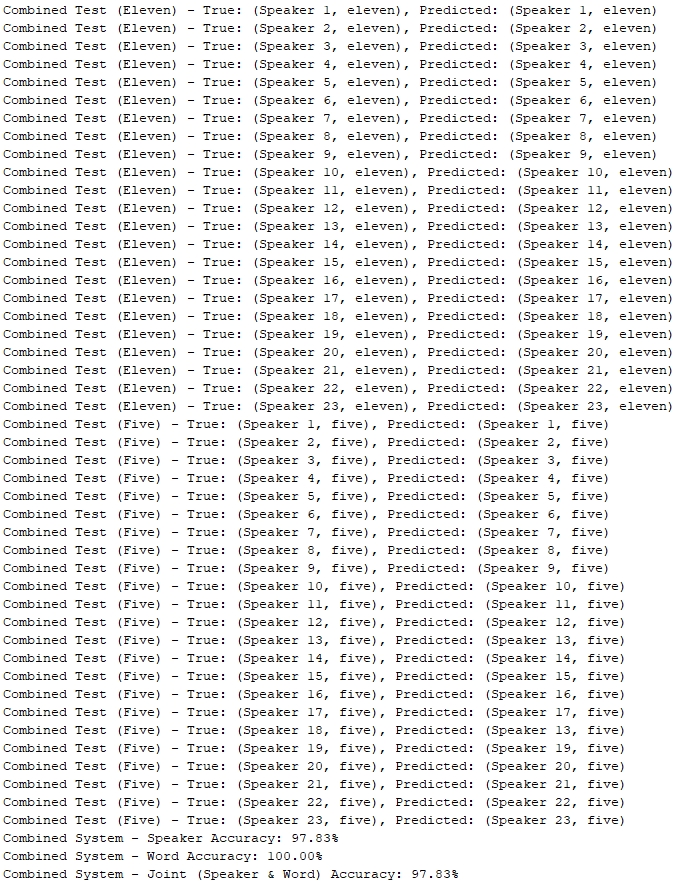 Combined Test (Eleven) - True: (Speaker 1, eleven), Predicted: (Speaker 1, eleven)
Combined Test (Eleven) - True: (Speaker 2, eleven), Predicted: (Speaker 2, eleven)
Combined Test (Eleven) - True: (Speaker 3, eleven), Predicted: (Speaker 3, eleven)
Combined Test (Eleven) - True: (Speaker 4, eleven), Predicted: (Speaker 4, eleven)
Combined Test (Eleven) - True: (Speaker 5, eleven), Predicted: (Speaker 5, eleven)
Combined Test (Eleven) - True: (Speaker 6, eleven), Predicted: (Speaker 6, eleven)
Combined Test (Eleven) - True: (Speaker 7, eleven), Predicted: (Speaker 7, eleven)
Combined Test (Eleven) - True: (Speaker 8, eleven), Predicted: (Speaker 8, eleven)
Combined Test (Eleven) - True: (Speaker 9, eleven), Predicted: (Speaker 9, eleven)
Combined Test (Eleven) - True: (Speaker 10, eleven), Predicted: (Speaker 10, eleven)
Combined Test (Eleven) - True: (Speaker 11, eleven), Predicted: (Speaker 11, eleven)
Combined Test (Eleven) - True: (Speaker 12, eleven), Predicted: (Speaker 12, eleven)
Combined Test (Eleven) - True: (Speaker 13, eleven), Predicted: (Speaker 13, eleven)
Combined Test (Eleven) - True: (Speaker 14, eleven), Predicted: (Speaker 14, eleven)
Combined Test (Eleven) - True: (Speaker 15, eleven), Predicted: (Speaker 15, eleven)
Combined Test (Eleven) - True: (Speaker 16, eleven), Predicted: (Speaker 16, eleven)
Combined Test (Eleven) - True: (Speaker 17, eleven), Predicted: (Speaker 17, eleven)
Combined Test (Eleven) - True: (Speaker 18, eleven), Predicted: (Speaker 18, eleven)
Combined Test (Eleven) - True: (Speaker 19, eleven), Predicted: (Speaker 19, eleven)
Combined Test (Eleven) - True: (Speaker 20, eleven), Predicted: (Speaker 20, eleven)
Combined Test (Eleven) - True: (Speaker 21, eleven), Predicted: (Speaker 21, eleven)
Combined Test (Eleven) - True: (Speaker 22, eleven), Predicted: (Speaker 22, eleven)
Combined Test (Eleven) - True: (Speaker 23, eleven), Predicted: (Speaker 23, eleven)
Combined Test (Five) - True: (Speaker 1, five), Predicted: (Speaker 1, five)
Combined Test (Five) - True: (Speaker 2, five), Predicted: (Speaker 2, five)
Combined Test (Five) - True: (Speaker 3, five), Predicted: (Speaker 3, five)
Combined Test (Five) - True: (Speaker 4, five), Predicted: (Speaker 4, five)
Combined Test (Five) - True: (Speaker 5, five), Predicted: (Speaker 5, five)
Combined Test (Five) - True: (Speaker 6, five), Predicted: (Speaker 6, five)
Combined Test (Five) - True: (Speaker 7, five), Predicted: (Speaker 7, five)
Combined Test (Five) - True: (Speaker 8, five), Predicted: (Speaker 8, five)
Combined Test (Five) - True: (Speaker 9, five), Predicted: (Speaker 9, five)
Combined Test (Five) - True: (Speaker 10, five), Predicted: (Speaker 10, five)
Combined Test (Five) - True: (Speaker 11, five), Predicted: (Speaker 11, five)
Combined Test (Five) - True: (Speaker 12, five), Predicted: (Speaker 12, five)
Combined Test (Five) - True: (Speaker 13, five), Predicted: (Speaker 13, five)
Combined Test (Five) - True: (Speaker 14, five), Predicted: (Speaker 14, five)
Combined Test (Five) - True: (Speaker 15, five), Predicted: (Speaker 15, five)
Combined Test (Five) - True: (Speaker 16, five), Predicted: (Speaker 16, five)
Combined Test (Five) - True: (Speaker 17, five), Predicted: (Speaker 17, five)
Combined Test (Five) - True: (Speaker 18, five), Predicted: (Speaker 13, five)
Combined Test (Five) - True: (Speaker 19, five), Predicted: (Speaker 19, five)
Combined Test (Five) - True: (Speaker 20, five), Predicted: (Speaker 20, five)
Combined Test (Five) - True: (Speaker 21, five), Predicted: (Speaker 21, five)
Combined Test (Five) - True: (Speaker 22, five), Predicted: (Speaker 22, five)
Combined Test (Five) - True: (Speaker 23, five), Predicted: (Speaker 23, five)
Combined System - Speaker Accuracy: 97.83%
Combined System - Word Accuracy: 100.00%
Combined System - Joint (Speaker & Word) Accuracy: 97.83%